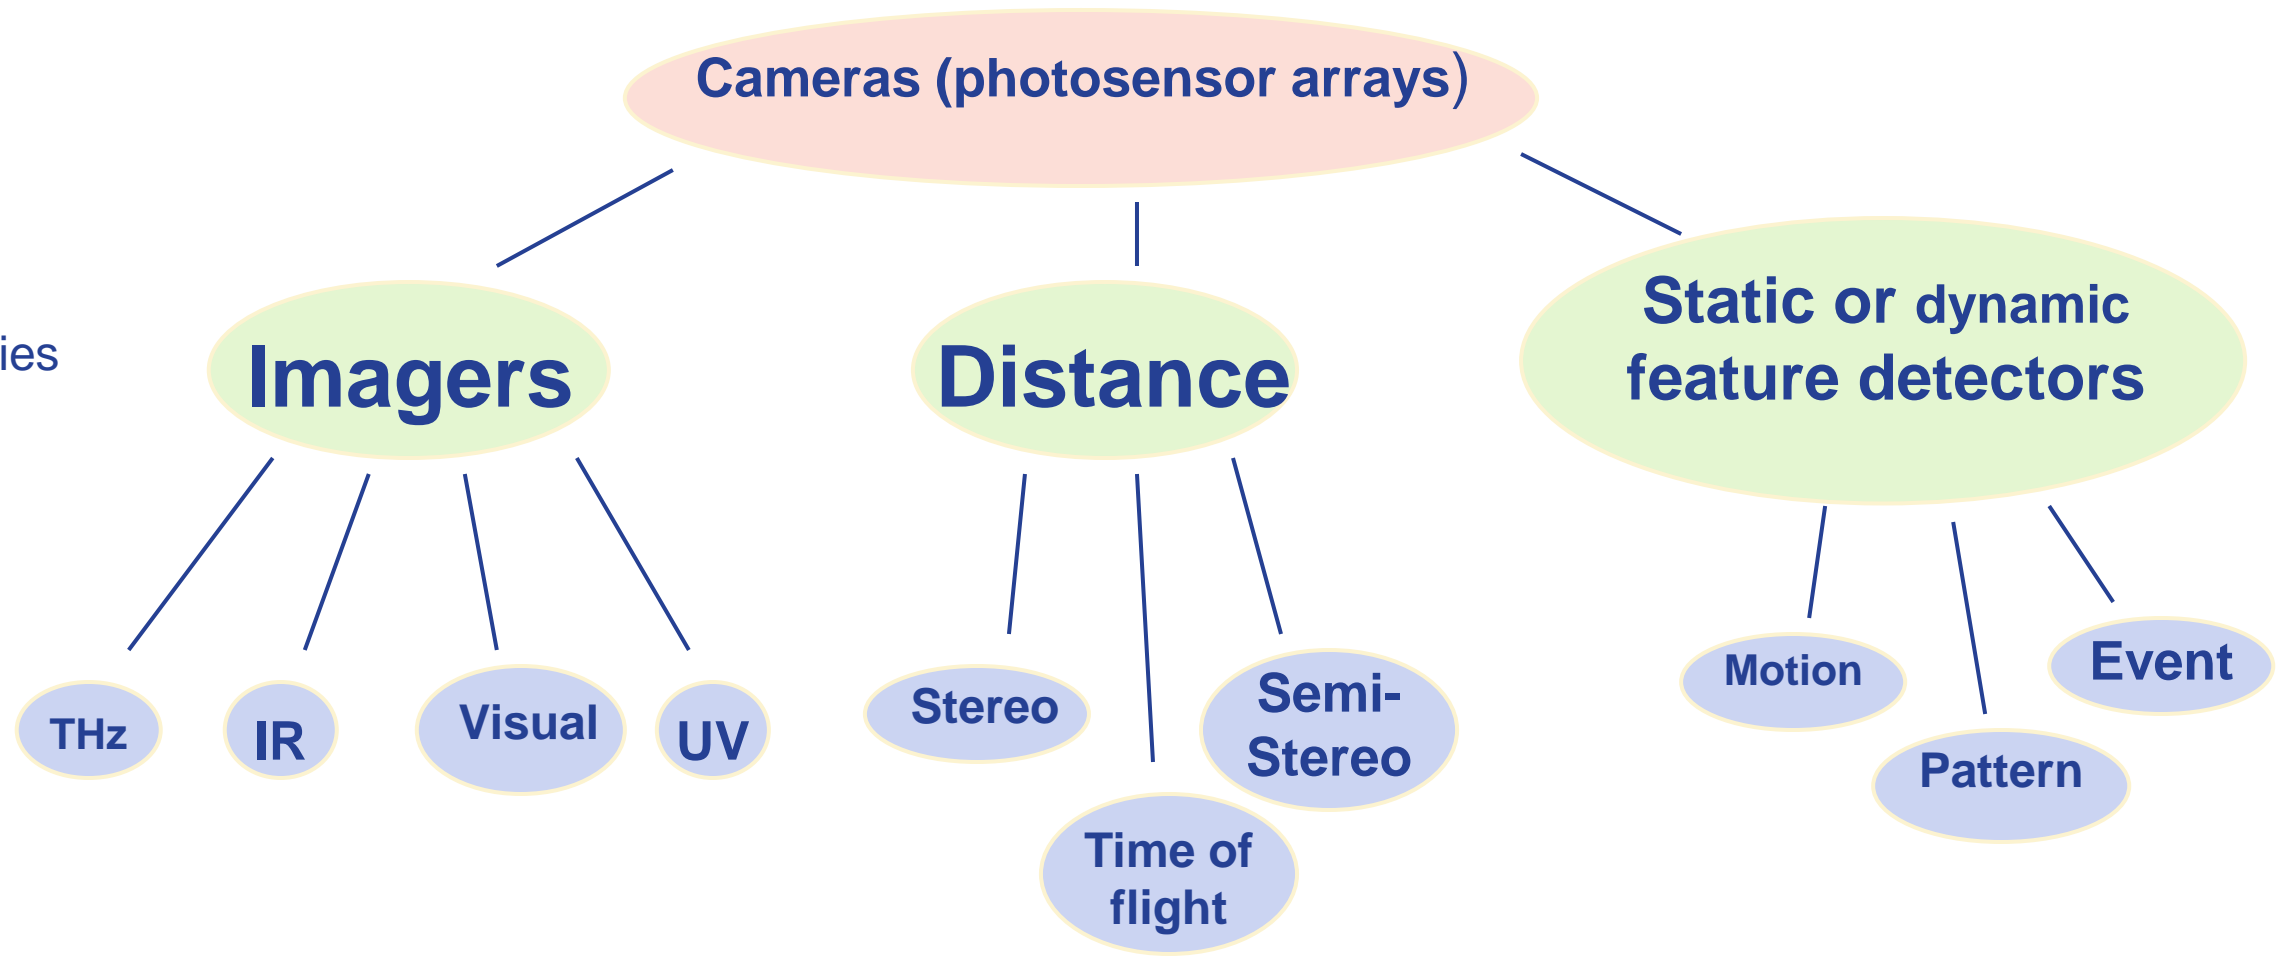 Cameras (photosensor arrays)
ies
Imagers
Distance
Static or dynamic
feature detectors
THz
IR
Visual
UV
Stereo
Time of
flight
Semi-
Stereo
Motion
Pattern
Event